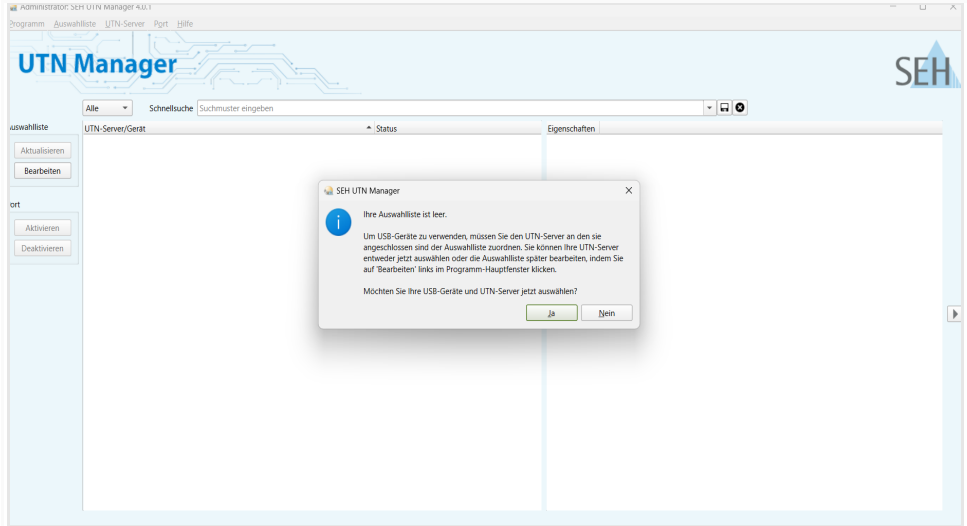 Administrator: SEH UTN Manager 4.0.1
Programm Auswahlliste UTN-Server Port Hilfe
UTN Manager
SEH
Alle Schnellsuche Suchmuster eingeben
uswahlliste
UTN-Server/Gerät Status Eigenschaften
Aktualisieren
Bearbeiten
ort
Aktivieren
Deaktivieren
SEH UTN Manager
Ihre Auswahlliste ist leer.
Um USB-Geräte zu verwenden, müssen Sie den UTN-Server an den sie
angeschlossen sind der Auswahlliste zuordnen. Sie können Ihre UTN-Server
entweder jetzt auswählen oder die Auswahlliste später bearbeiten, indem Sie
auf 'Bearbeiten' links im Programm-Hauptfenster klicken.
Möchten Sie Ihre USB-Geräte und UTN-Server jetzt auswählen?
Ja Nein